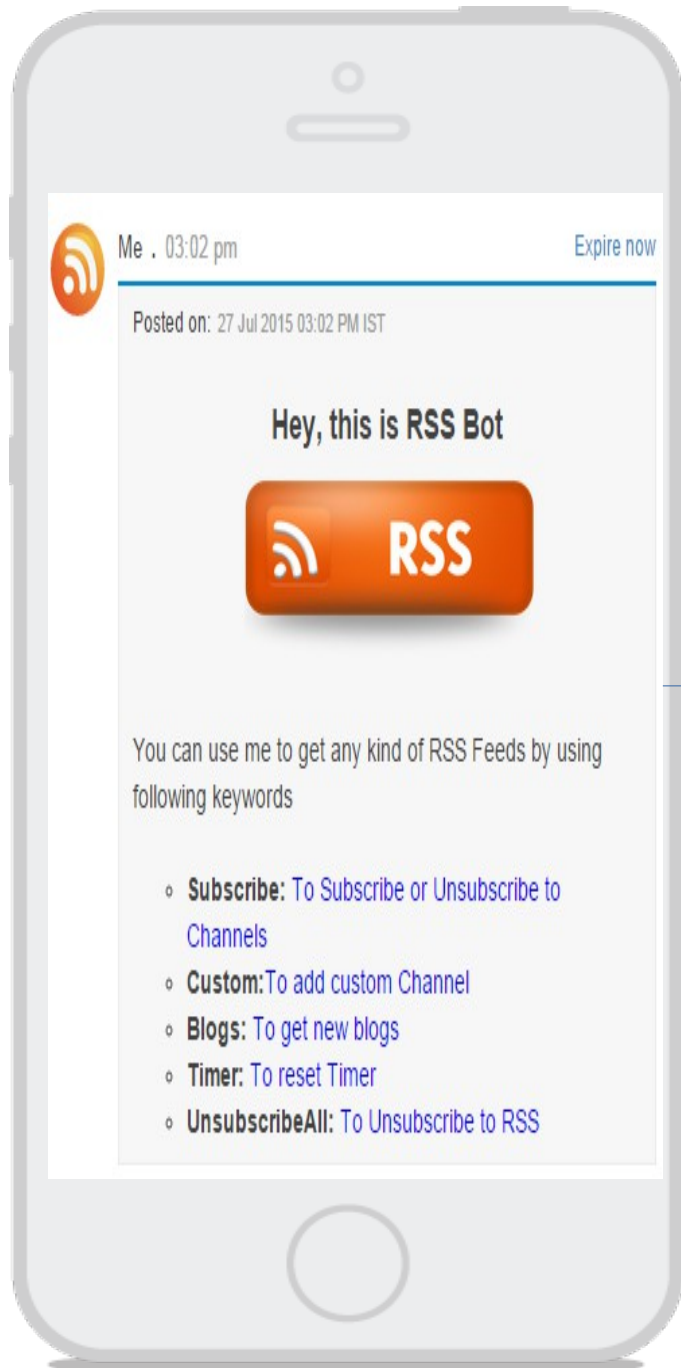 Me . 03:02 pm Expire now
Posted on: 27 Jul 2015 03:02 PM IST
Hey, this is RSS Bot
RSS
You can use me to get any kind of RSS Feeds by using
following keywords
Subscribe: To Subscribe or Unsubscribe to
Channels
Custom:To add custom Channel
Blogs: To get new blogs
Timer: To reset Timer
UnsubscribeAll: To Unsubscribe to RSS